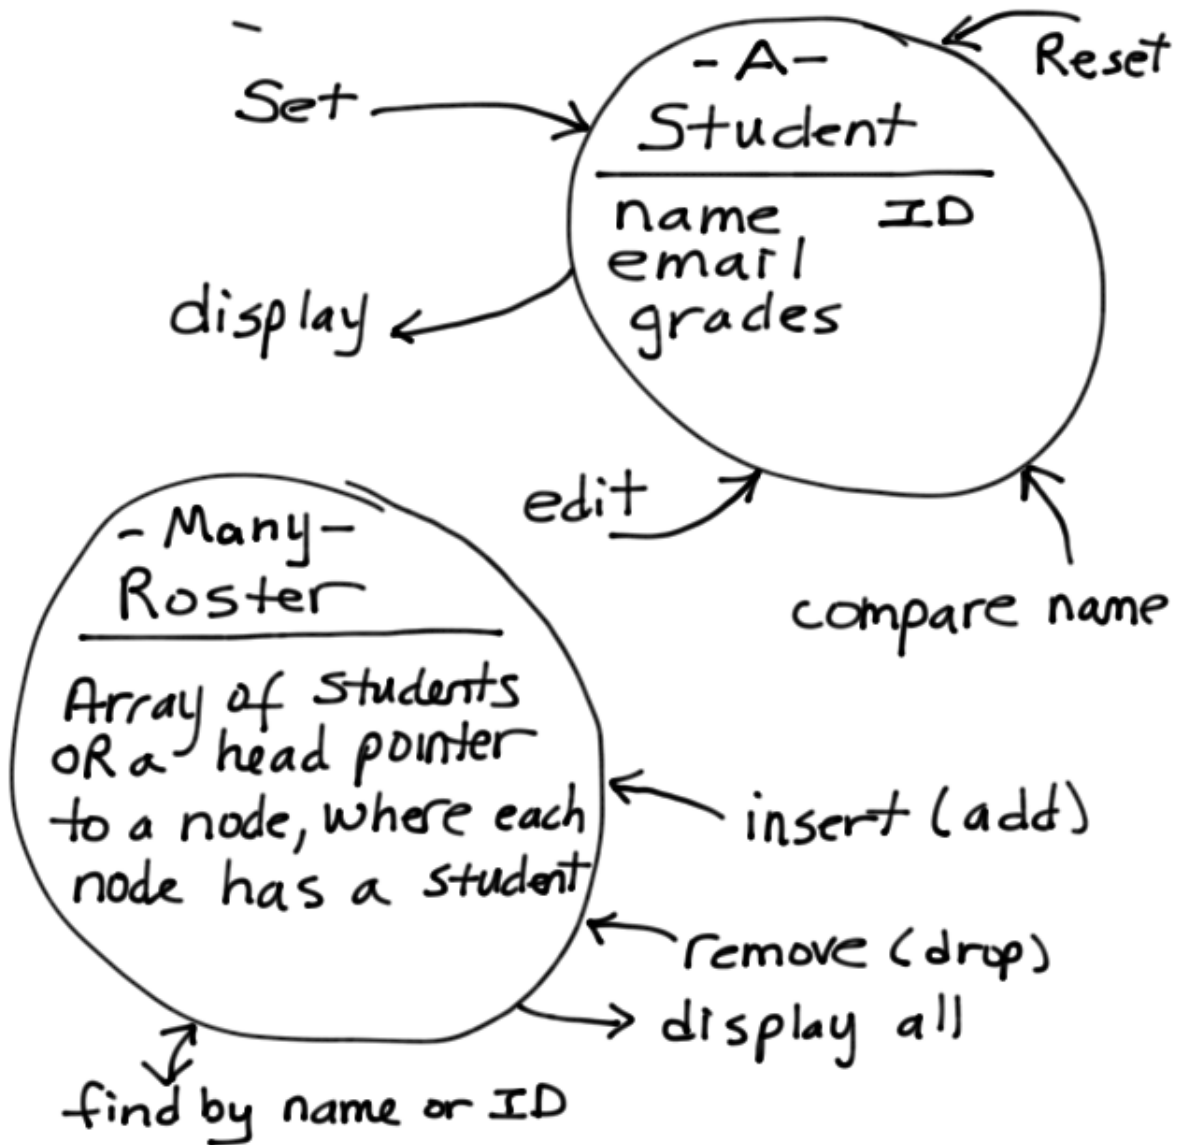 Set
Reset
- A -
Student
name ID
email
grades
display
edit
compare name
- Many -
Roster
Array of students
OR a head pointer
to a node, where each
node has a student
insert (add)
remove (drop)
display all
find by name or ID